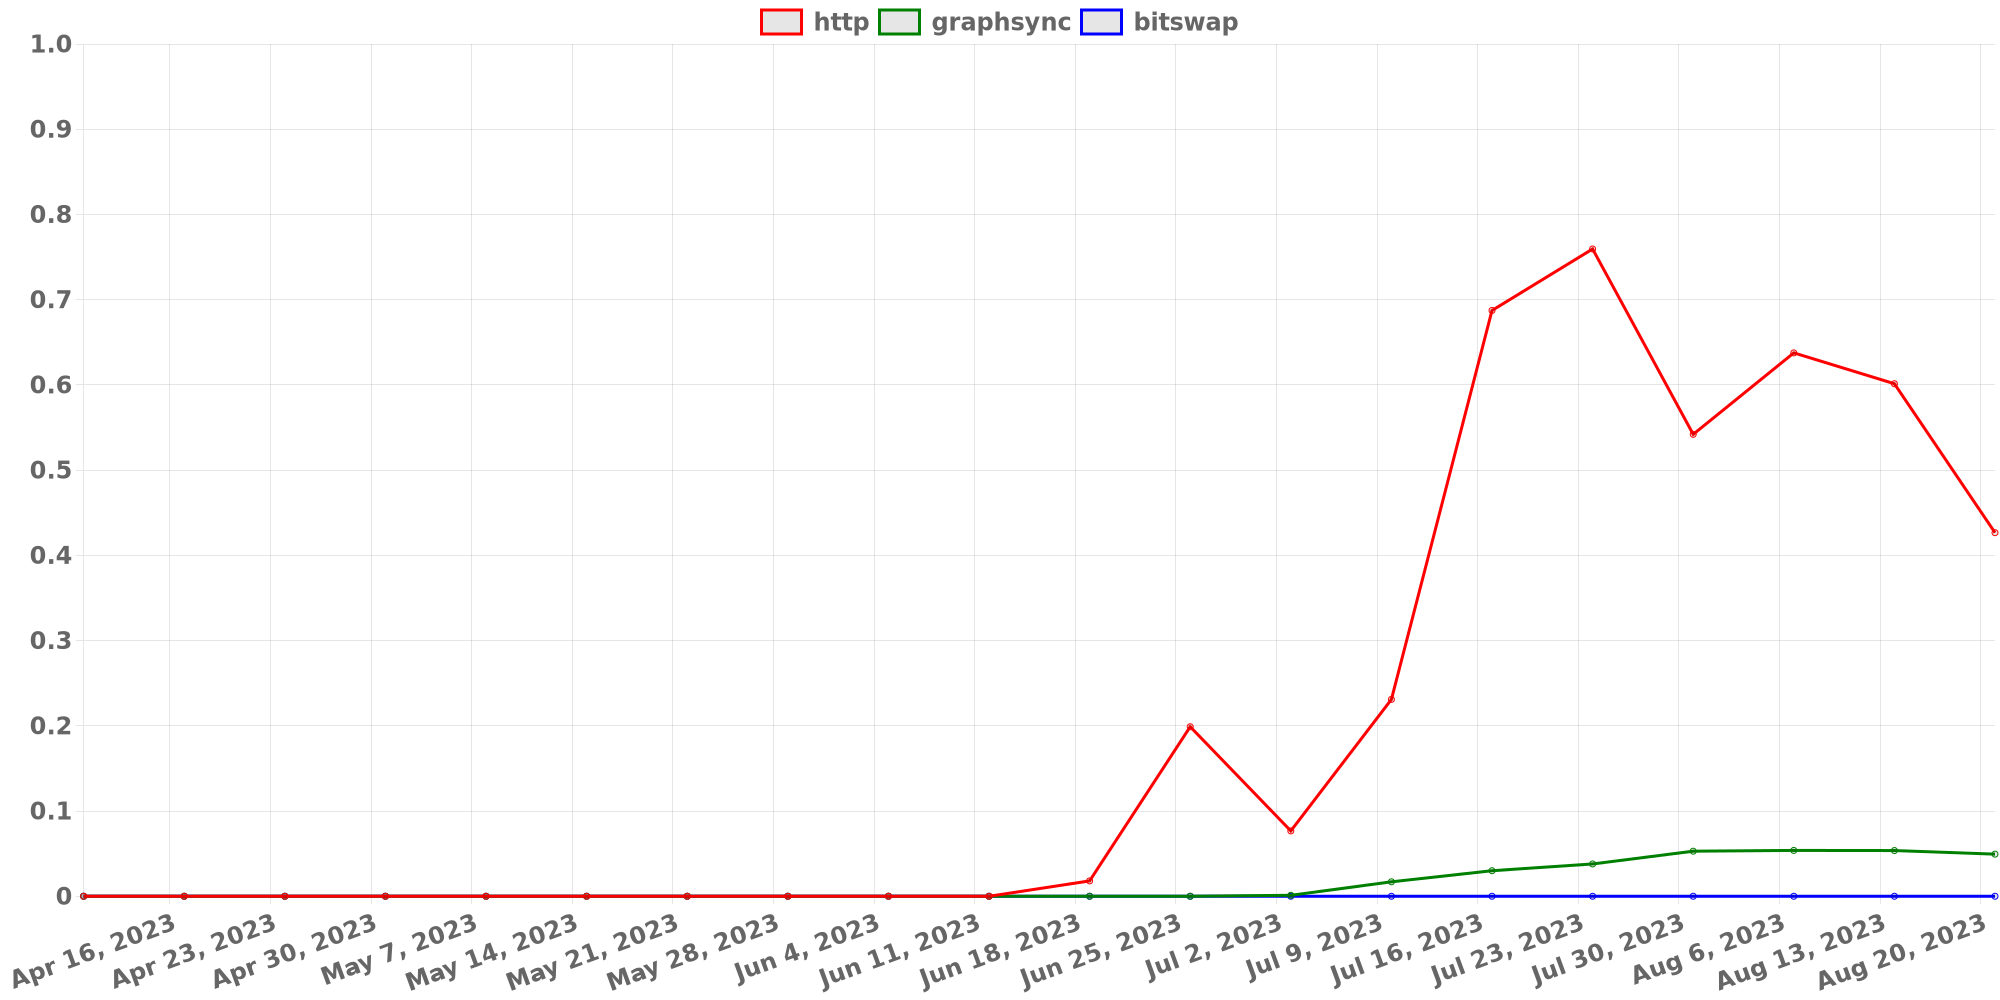 http graphsync bitswap
1.0
0.9
0.8
0.7
0.6
0.5
0.4
0.3
0.2
0.1
0
Apr 16, 2023
Apr 23, 2023
Apr 30, 2023
May 7, 2023
May 14, 2023
May 21, 2023
May 28, 2023
Jun 4, 2023
Jun 11, 2023
Jun 18, 2023
Jun 25, 2023
Jul 2, 2023
Jul 9, 2023
Jul 16, 2023
Jul 23, 2023
Jul 30, 2023
Aug 6, 2023
Aug 13, 2023
Aug 20, 2023